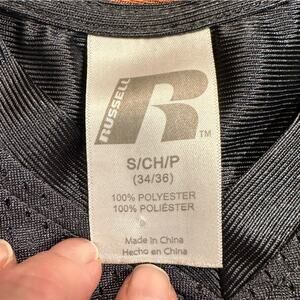 RUSSELL
R
TM
S/CH/P
(34/36)
100% POLYESTER
100% POLIÉSTER
Made in China
Hecho en China